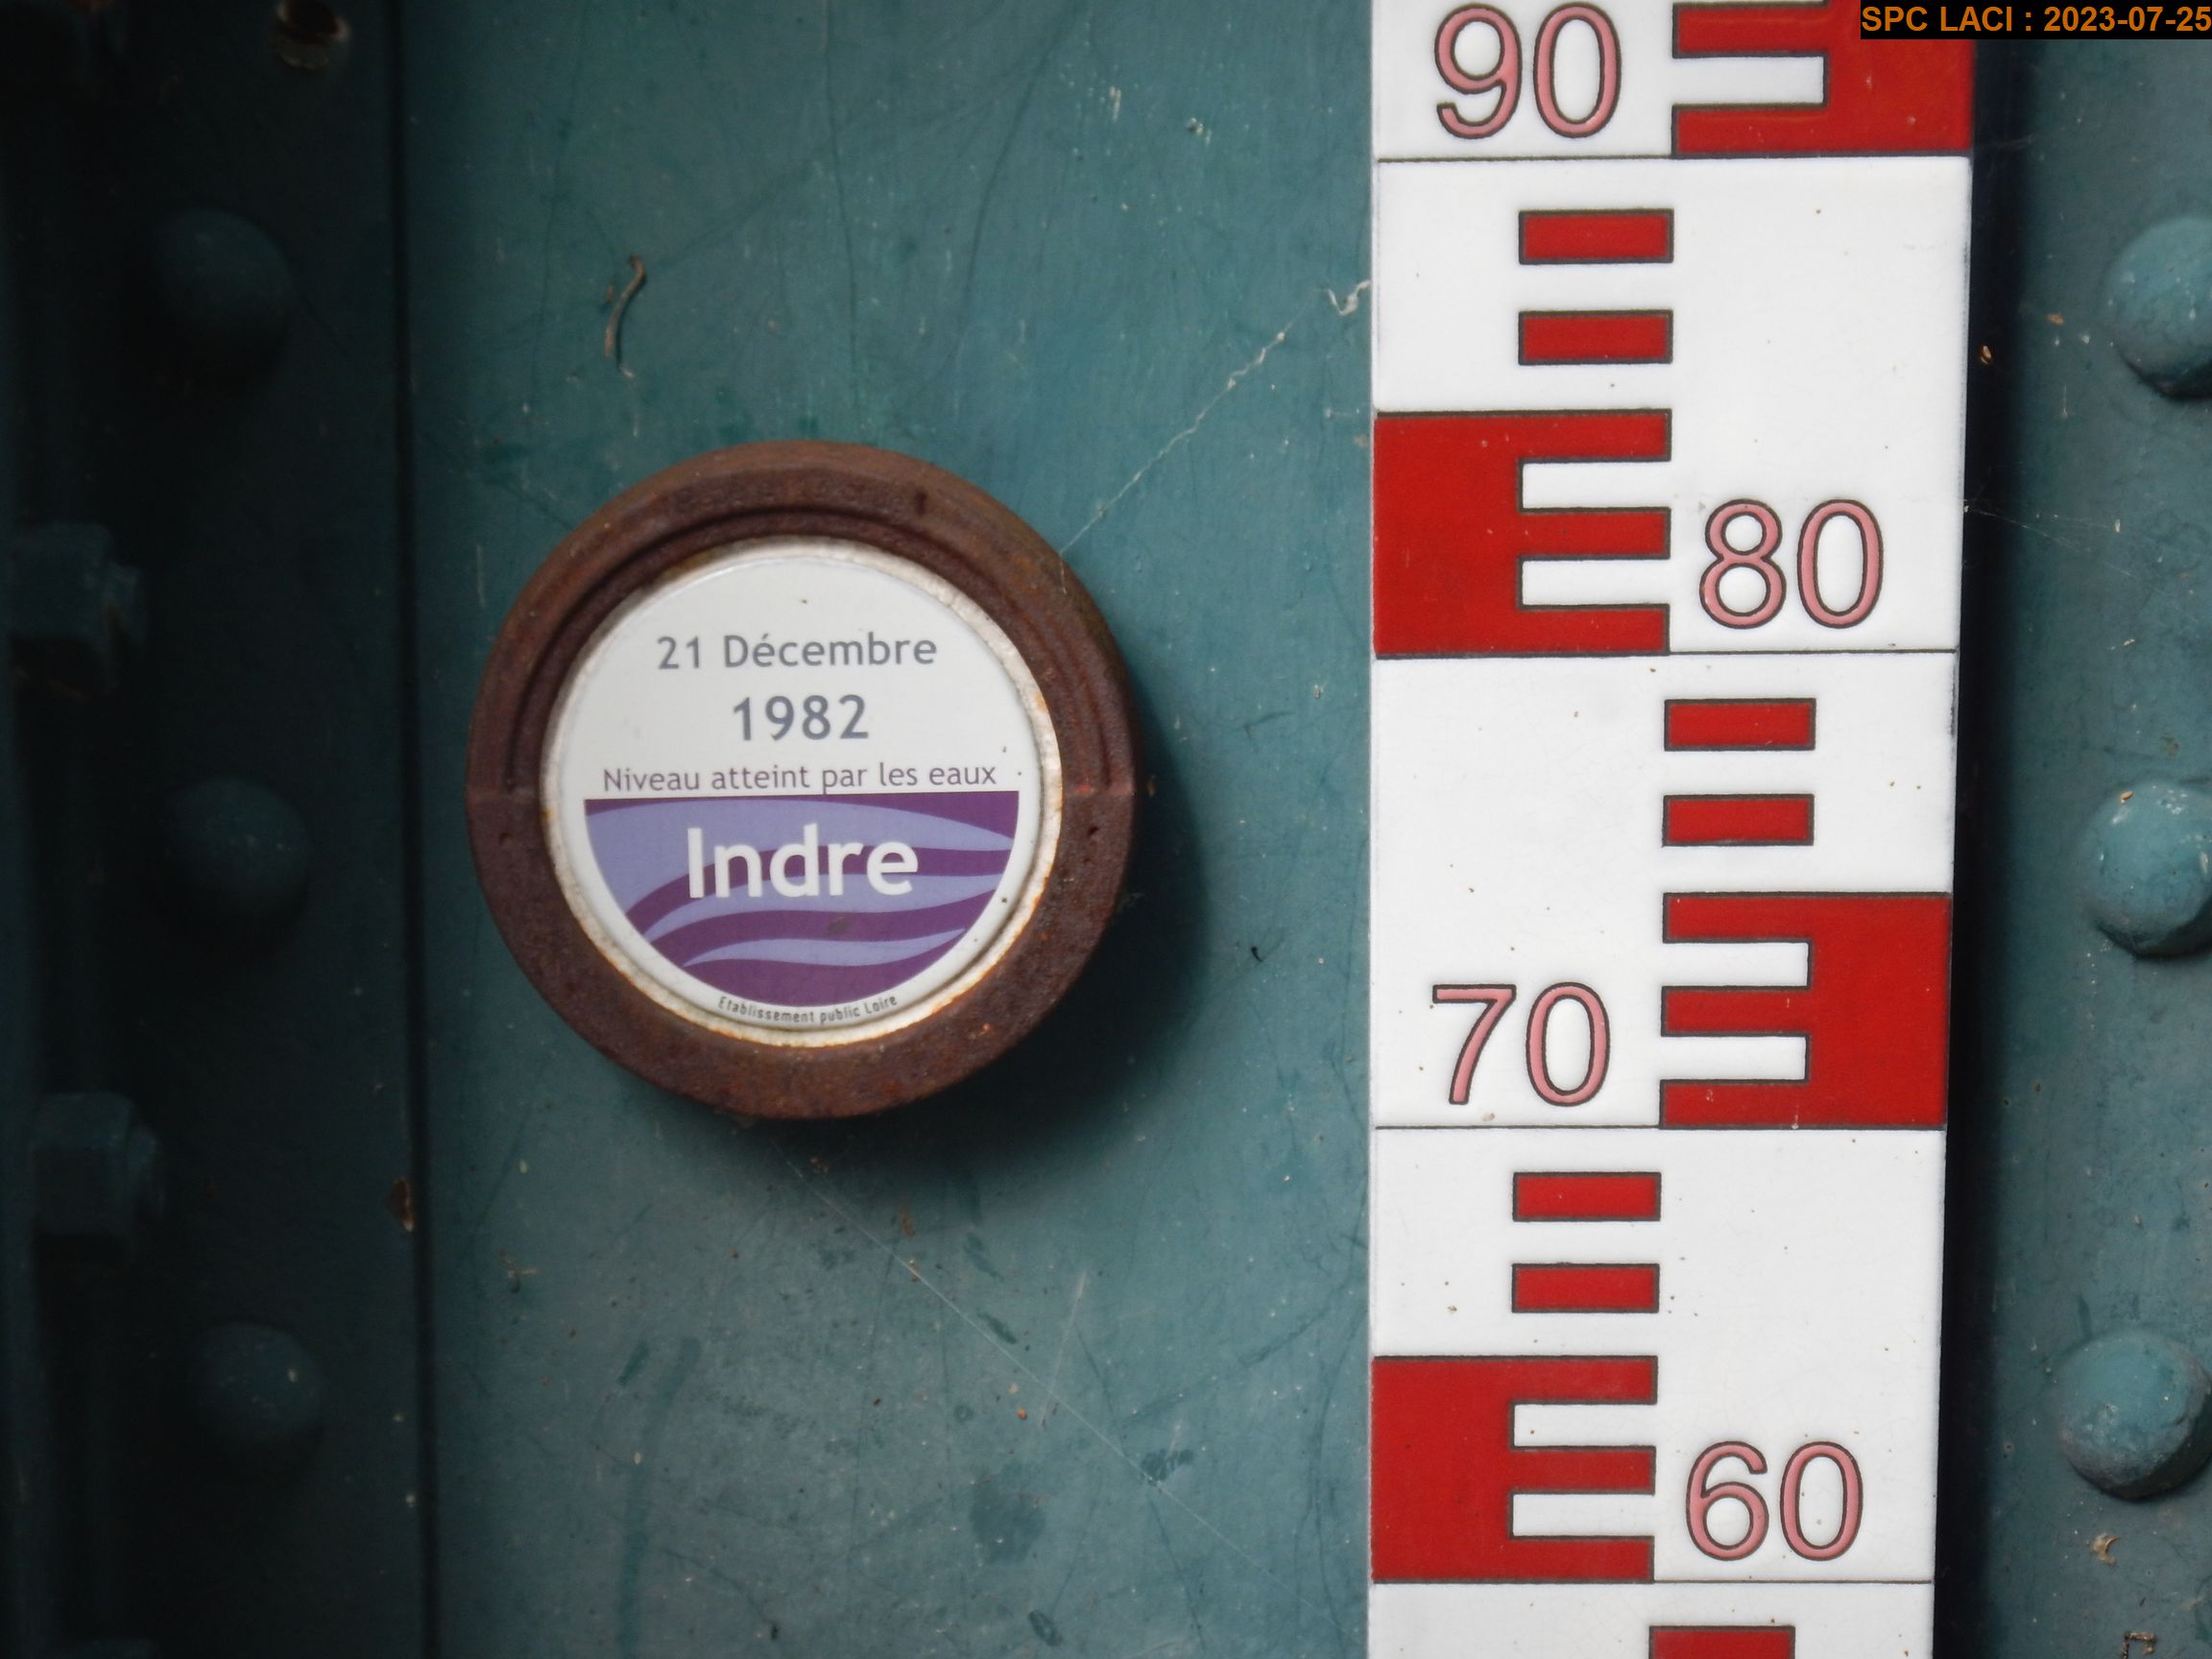 SPC LACI : 2023-07-25
90
80
21 Décembre
1982
Niveau atteint par les eaux
Indre
Etablissement public Loire
70
60